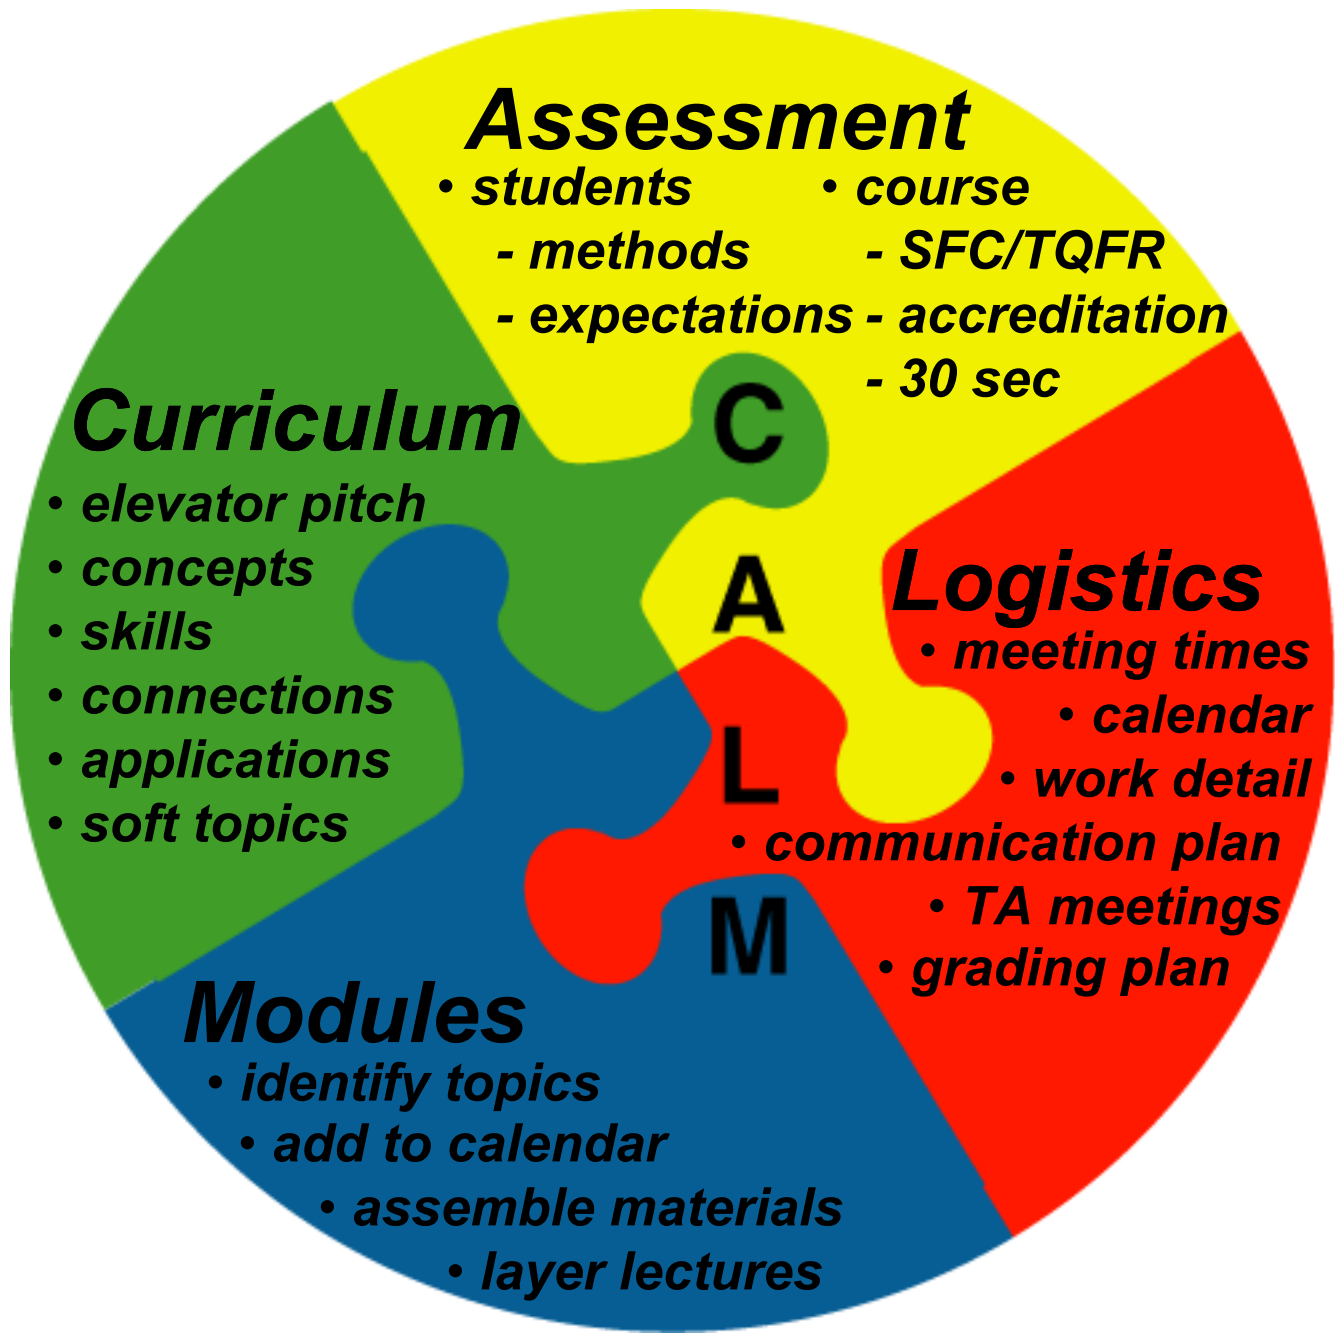 Assessment
• students
- methods
- expectations
• course
- SFC/TQFR
- accreditation
- 30 sec
Curriculum
• elevator pitch
• concepts
• skills
• connections
• applications
• soft topics
C
A
L
M
Logistics
• meeting times
• calendar
• work detail
• communication plan
• TA meetings
• grading plan
Modules
• identify topics
• add to calendar
• assemble materials
• layer lectures